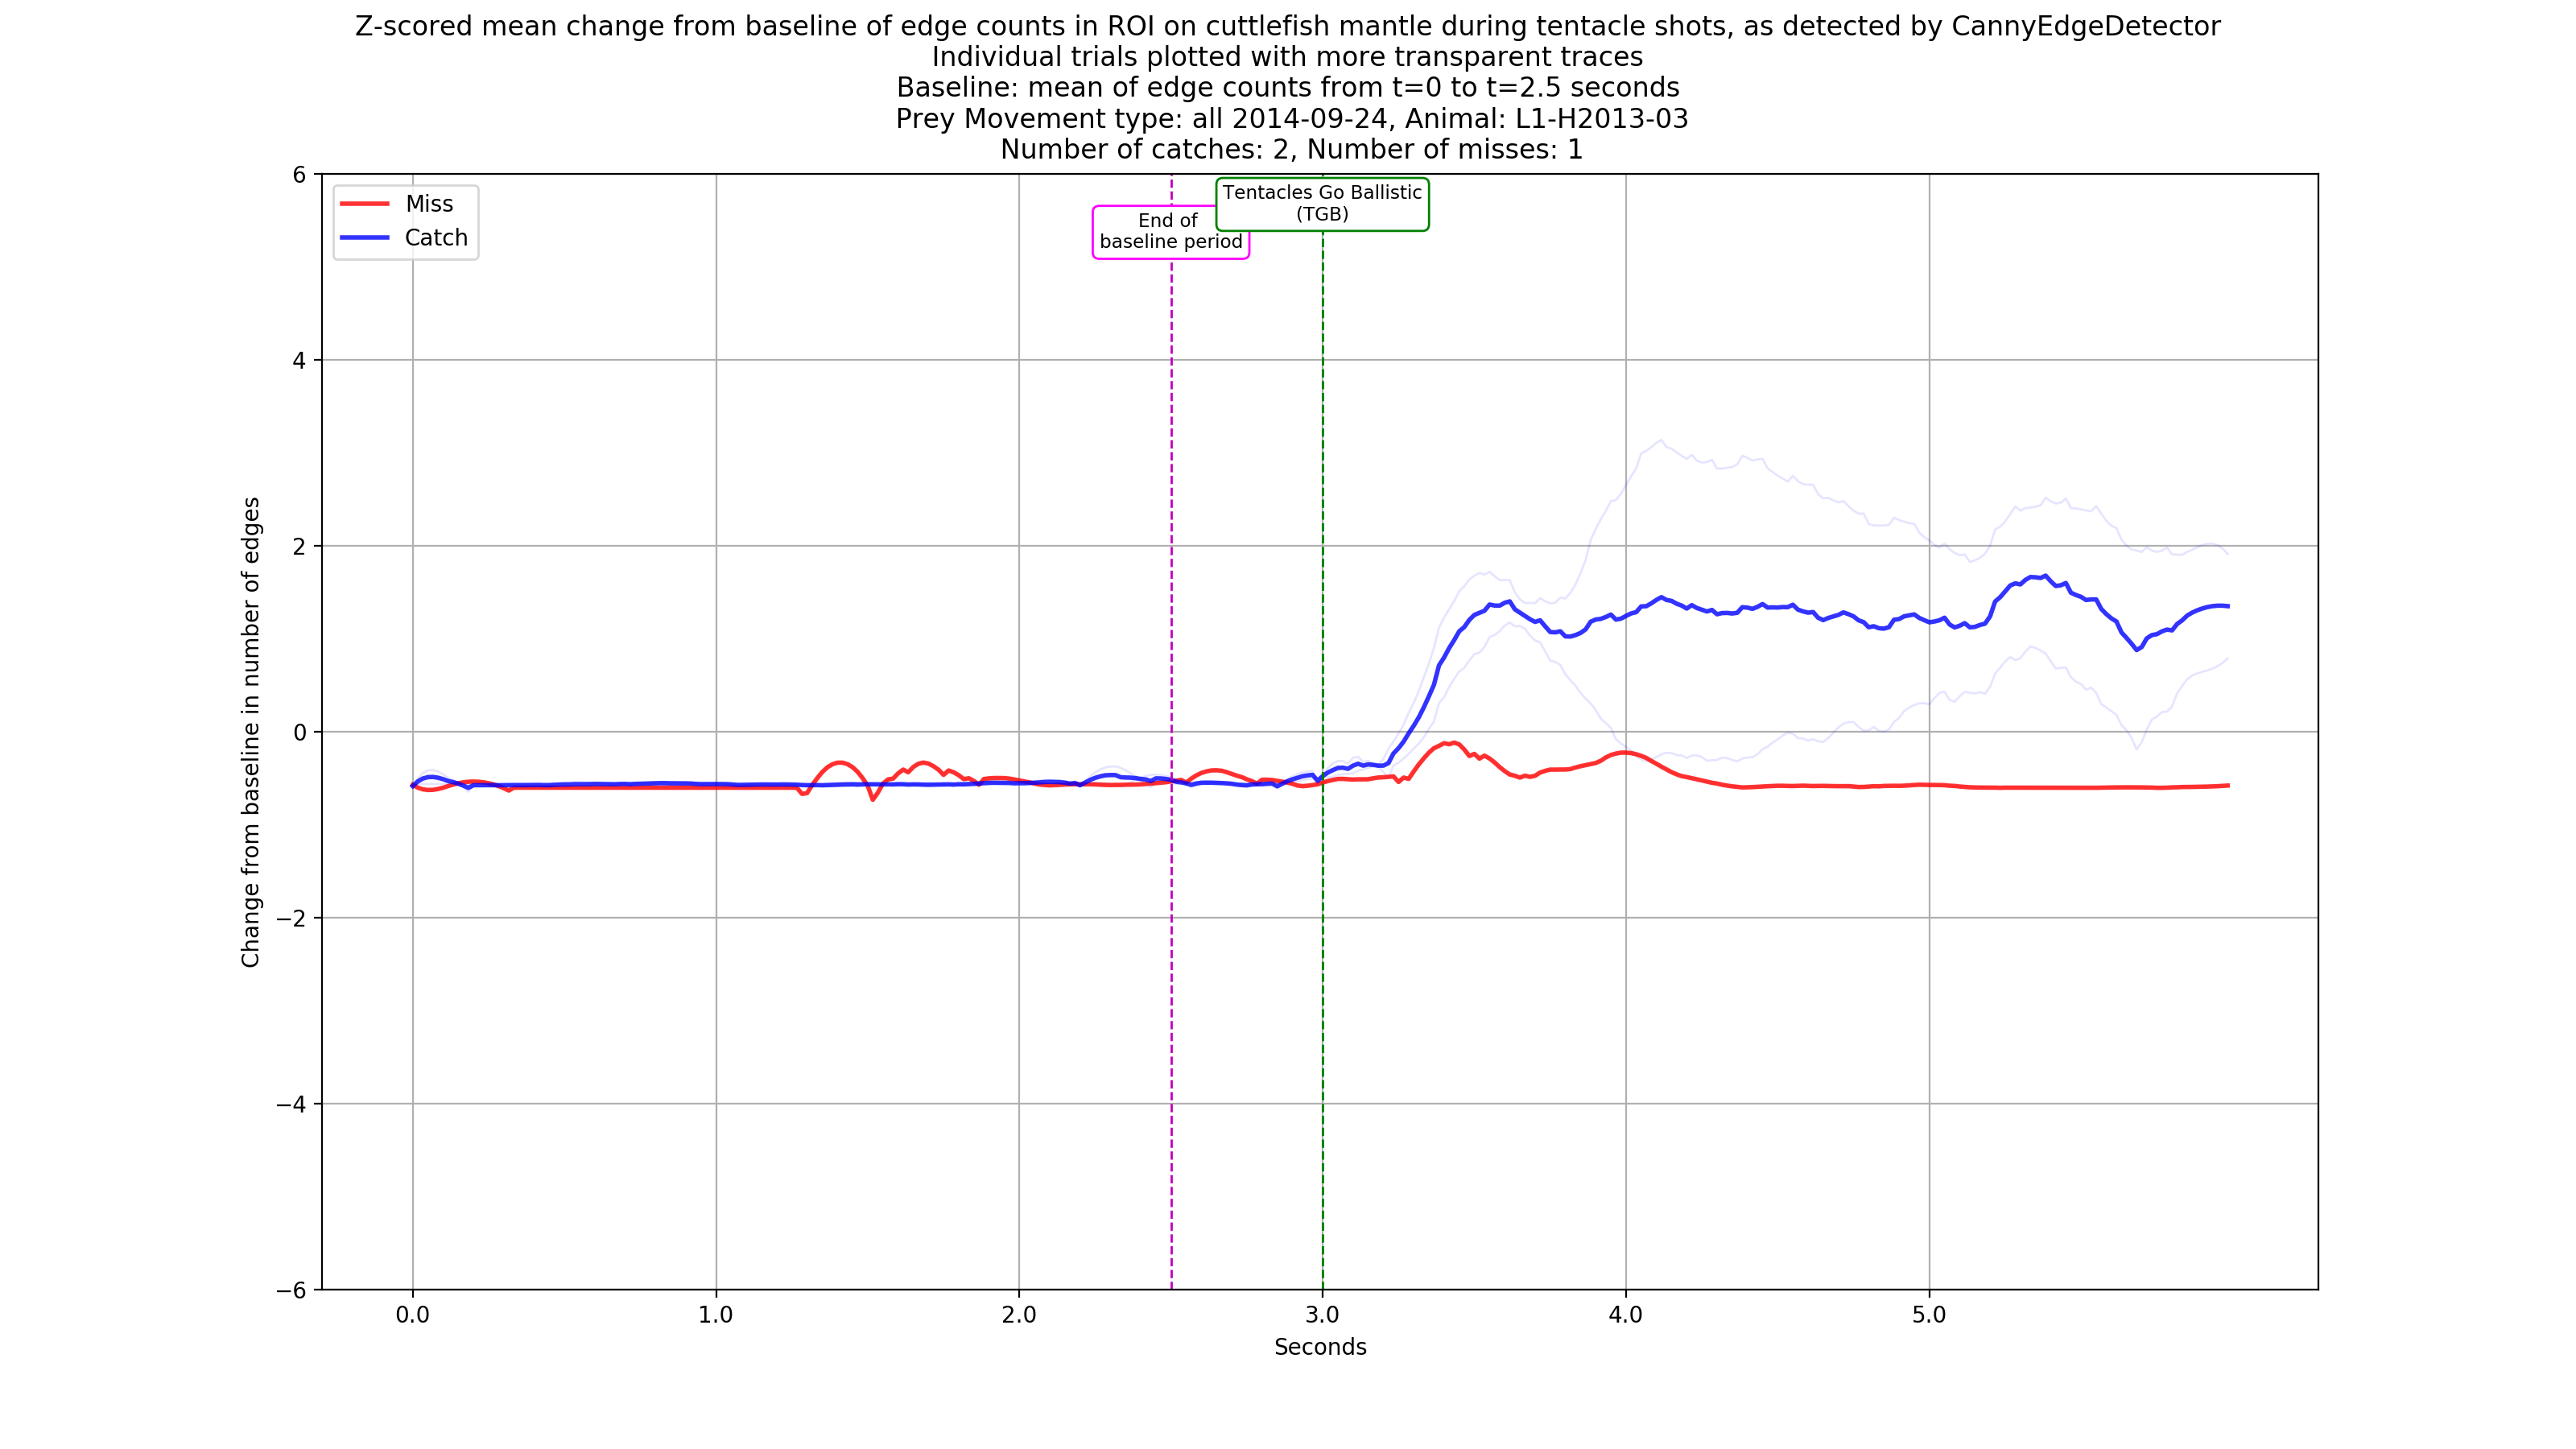 Z-scored mean change from baseline of edge counts in ROI on cuttlefish mantle during tentacle shots, as detected by CannyEdgeDetector
Individual trials plotted with more transparent traces
Baseline: mean of edge counts from t=0 to t=2.5 seconds
Prey Movement type: all 2014-09-24, Animal: L1-H2013-03
Number of catches: 2, Number of misses: 1
Miss
Catch
End of
baseline period
Tentacles Go Ballistic
(TGB)
Change from baseline in number of edges
6
4
2
0
−2
−4
−6
0.0
1.0
2.0
3.0
4.0
5.0
Seconds